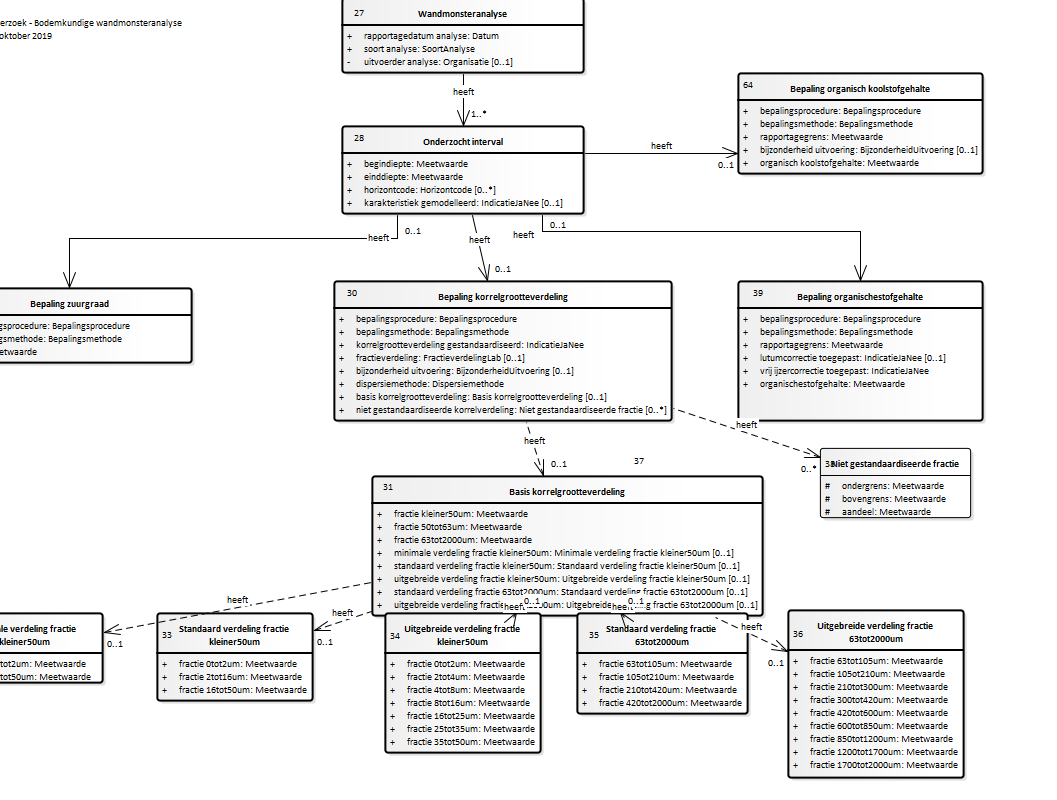 erzoek - Bodemkundige wandmonsteranalyse
oktober 2019
27 Wandmonsteranalyse
+ rapportagedatum analyse: Datum
+ soort analyse: SoortAnalyse
- uitvoerder analyse: Organisatie [0..1]
heeft
1..*
28 Onderzocht interval
+ begindiepte: Meetwaarde
+ einddiepte: Meetwaarde
+ horizontcode: Horizontcode [0..*]
+ karakteristiek gemodelleerd: IndicatieJaNee [0..1]
heeft
0..1
64 Bepaling organisch koolstofgehalte
+ bepalingsprocedure: Bepalingsprocedure
+ bepalingsmethode: Bepalingsmethode
+ rapportagegrens: Meetwaarde
+ bijzonderheid uitvoering: BijzonderheidUitvoering [0..1]
+ organisch koolstofgehalte: Meetwaarde
heeft
0..1
heeft
0..1
heeft
0..1
Bepaling zuurgraad
gsprocedure: Bepalingsprocedure
gsmethode: Bepalingsmethode
etwaarde
30 Bepaling korrelgrootteverdeling
+ bepalingsprocedure: Bepalingsprocedure
+ bepalingsmethode: Bepalingsmethode
+ korrelgrootteverdeling gestandaardiseerd: IndicatieJaNee
+ fractieverdeling: FractieverdelingLab [0..1]
+ bijzonderheid uitvoering: BijzonderheidUitvoering [0..1]
+ dispersiemethode: Dispersiemethode
+ basis korrelgrootteverdeling: Basis korrelgrootteverdeling [0..1]
+ niet gestandaardiseerde korrelverdeling: Niet gestandaardiseerde fractie [0..*]
39 Bepaling organischestofgehalte
+ bepalingsprocedure: Bepalingsprocedure
+ bepalingsmethode: Bepalingsmethode
+ rapportagegrens: Meetwaarde
+ lutumcorrectie toegepast: IndicatieJaNee [0..1]
+ vrij ijzercorrectie toegepast: IndicatieJaNee
+ organischestofgehalte: Meetwaarde
heeft
0..1
37
heeft
0..*
Niet gestandaardiseerde fractie
# ondergrens: Meetwaarde
# bovengrens: Meetwaarde
# aandeel: Meetwaarde
31 Basis korrelgrootteverdeling
+ fractie kleiner50um: Meetwaarde
+ fractie 50tot63um: Meetwaarde
+ fractie 63tot2000um: Meetwaarde
+ minimale verdeling fractie kleiner50um: Minimale verdeling fractie kleiner50um [0..1]
+ standaard verdeling fractie kleiner50um: Standaard verdeling fractie kleiner50um [0..1]
+ uitgebreide verdeling fractie kleiner50um: Uitgebreide verdeling fractie kleiner50um [0..1]
+ standaard verdeling fractie 63tot2000um: Standaard verdeling fractie 63tot2000um [0..1]
+ uitgebreide verdeling fractie 00um: Uitgebreide g fractie 63tot2000um [0..1]
heeft
0..1
heeft
0..1
heeft
0..1
heeft
0..1
heeft
0..1
le verdeling fractie
kleiner50um
tot2um: Meetwaarde
tot50um: Meetwaarde
33 Standaard verdeling fractie
kleiner50um
+ fractie 0tot2um: Meetwaarde
+ fractie 2tot16um: Meetwaarde
+ fractie 16tot50um: Meetwaarde
34 Uitgebreide verdeling fractie
kleiner50um
+ fractie 0tot2um: Meetwaarde
+ fractie 2tot4um: Meetwaarde
+ fractie 4tot8um: Meetwaarde
+ fractie 8tot16um: Meetwaarde
+ fractie 16tot25um: Meetwaarde
+ fractie 25tot35um: Meetwaarde
+ fractie 35tot50um: Meetwaarde
35 Standaard verdeling fractie
63tot2000um
+ fractie 63tot105um: Meetwaarde
+ fractie 105tot210um: Meetwaarde
+ fractie 210tot420um: Meetwaarde
+ fractie 420tot2000um: Meetwaarde
36 Uitgebreide verdeling fractie
63tot2000um
+ fractie 63tot105um: Meetwaarde
+ fractie 105tot210um: Meetwaarde
+ fractie 210tot300um: Meetwaarde
+ fractie 300tot420um: Meetwaarde
+ fractie 420tot600um: Meetwaarde
+ fractie 600tot850um: Meetwaarde
+ fractie 850tot1200um: Meetwaarde
+ fractie 1200tot1700um: Meetwaarde
+ fractie 1700tot2000um: Meetwaarde